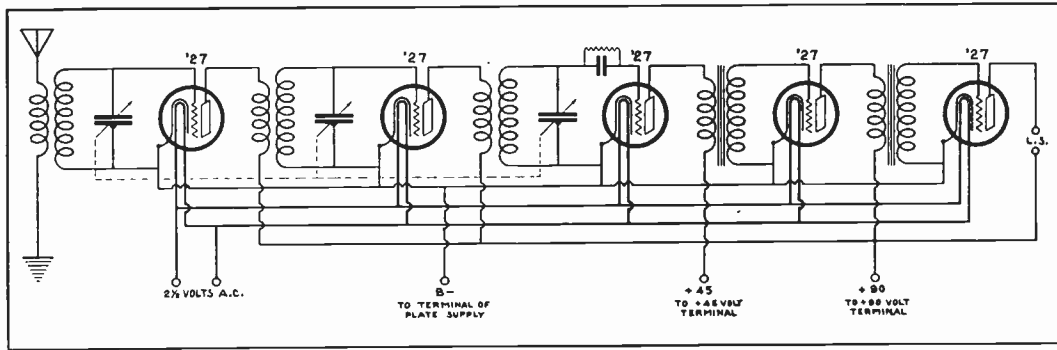 '27
'27
'27
'27
'27
L.S.
2½ VOLTS A.C.
B-
TO TERMINAL OF
PLATE SUPPLY
+45
TO +45 VOLT
TERMINAL
+90
TO +90 VOLT
TERMINAL